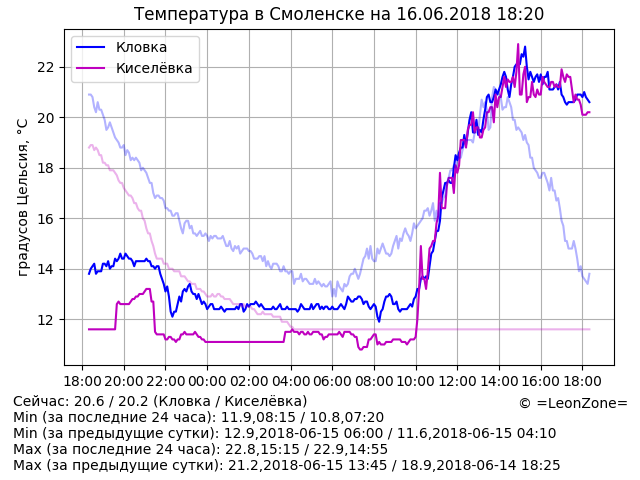 Температура в Смоленске на 16.06.2018 18:20
Кловка
Киселёвка
градусов Цельсия, °C
22
20
18
16
14
12
18:00 20:00 22:00 00:00 02:00 04:00 06:00 08:00 10:00 12:00 14:00 16:00 18:00
Сейчас: 20.6 / 20.2 (Кловка / Киселёвка)
© =LeonZone=
Min (за последние 24 часа): 11.9,08:15 / 10.8,07:20
Min (за предыдущие сутки): 12.9,2018-06-15 06:00 / 11.6,2018-06-15 04:10
Max (за последние 24 часа): 22.8,15:15 / 22.9,14:55
Max (за предыдущие сутки): 21.2,2018-06-15 13:45 / 18.9,2018-06-14 18:25